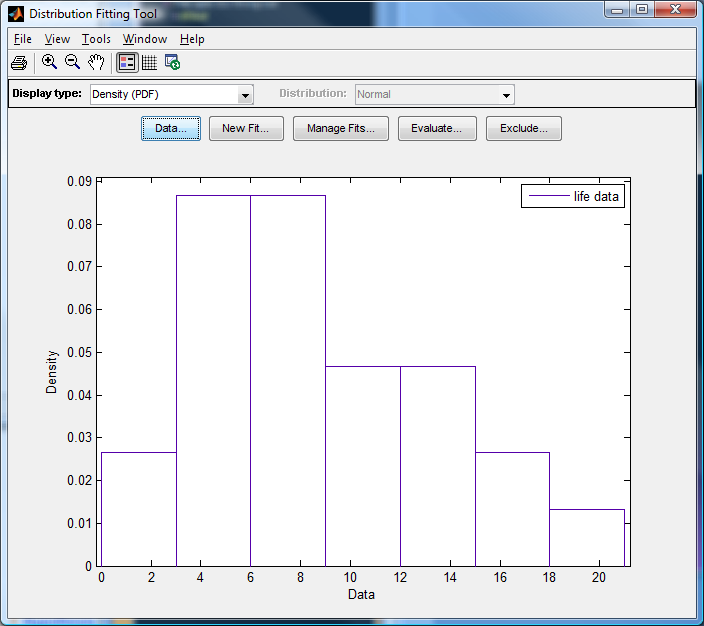 Distribution Fitting Tool
File View Tools Window Help
Display type: Density (PDF) Distribution: Normal
Data... New Fit... Manage Fits... Evaluate... Exclude...
life data
0.09
0.08
0.07
0.06
0.05
0.04
0.03
0.02
0.01
0
Density
0 2 4 6 8 10 12 14 16 18 20
Data